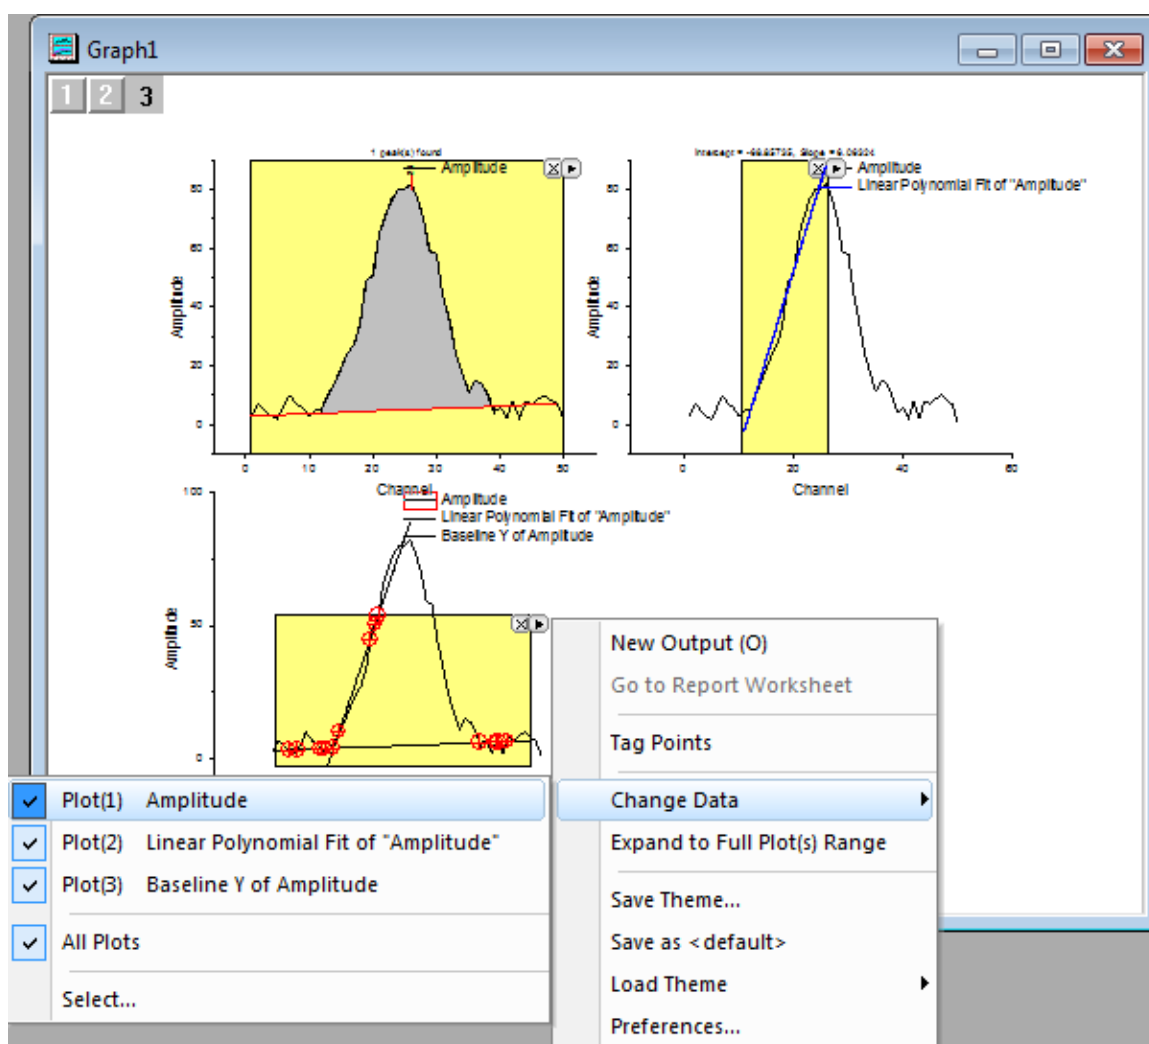 Graph1
1 2 3
1 peak(s) found
Amplitude
Amplitude
80
60
40
20
0
0 10 20 30 40 50
Channel
Amplitude
Linear Polynomial Fit of "Amplitude"
Amplitude
80
60
40
20
0
0 20 40 60
Channel
Amplitude
Linear Polynomial Fit of "Amplitude"
Baseline Y of Amplitude
Amplitude
100
50
0
New Output (O)
Go to Report Worksheet
Tag Points
Change Data
Expand to Full Plot(s) Range
Save Theme...
Save as <default>
Load Theme
Preferences...
Plot(1) Amplitude
Plot(2) Linear Polynomial Fit of "Amplitude"
Plot(3) Baseline Y of Amplitude
All Plots
Select...